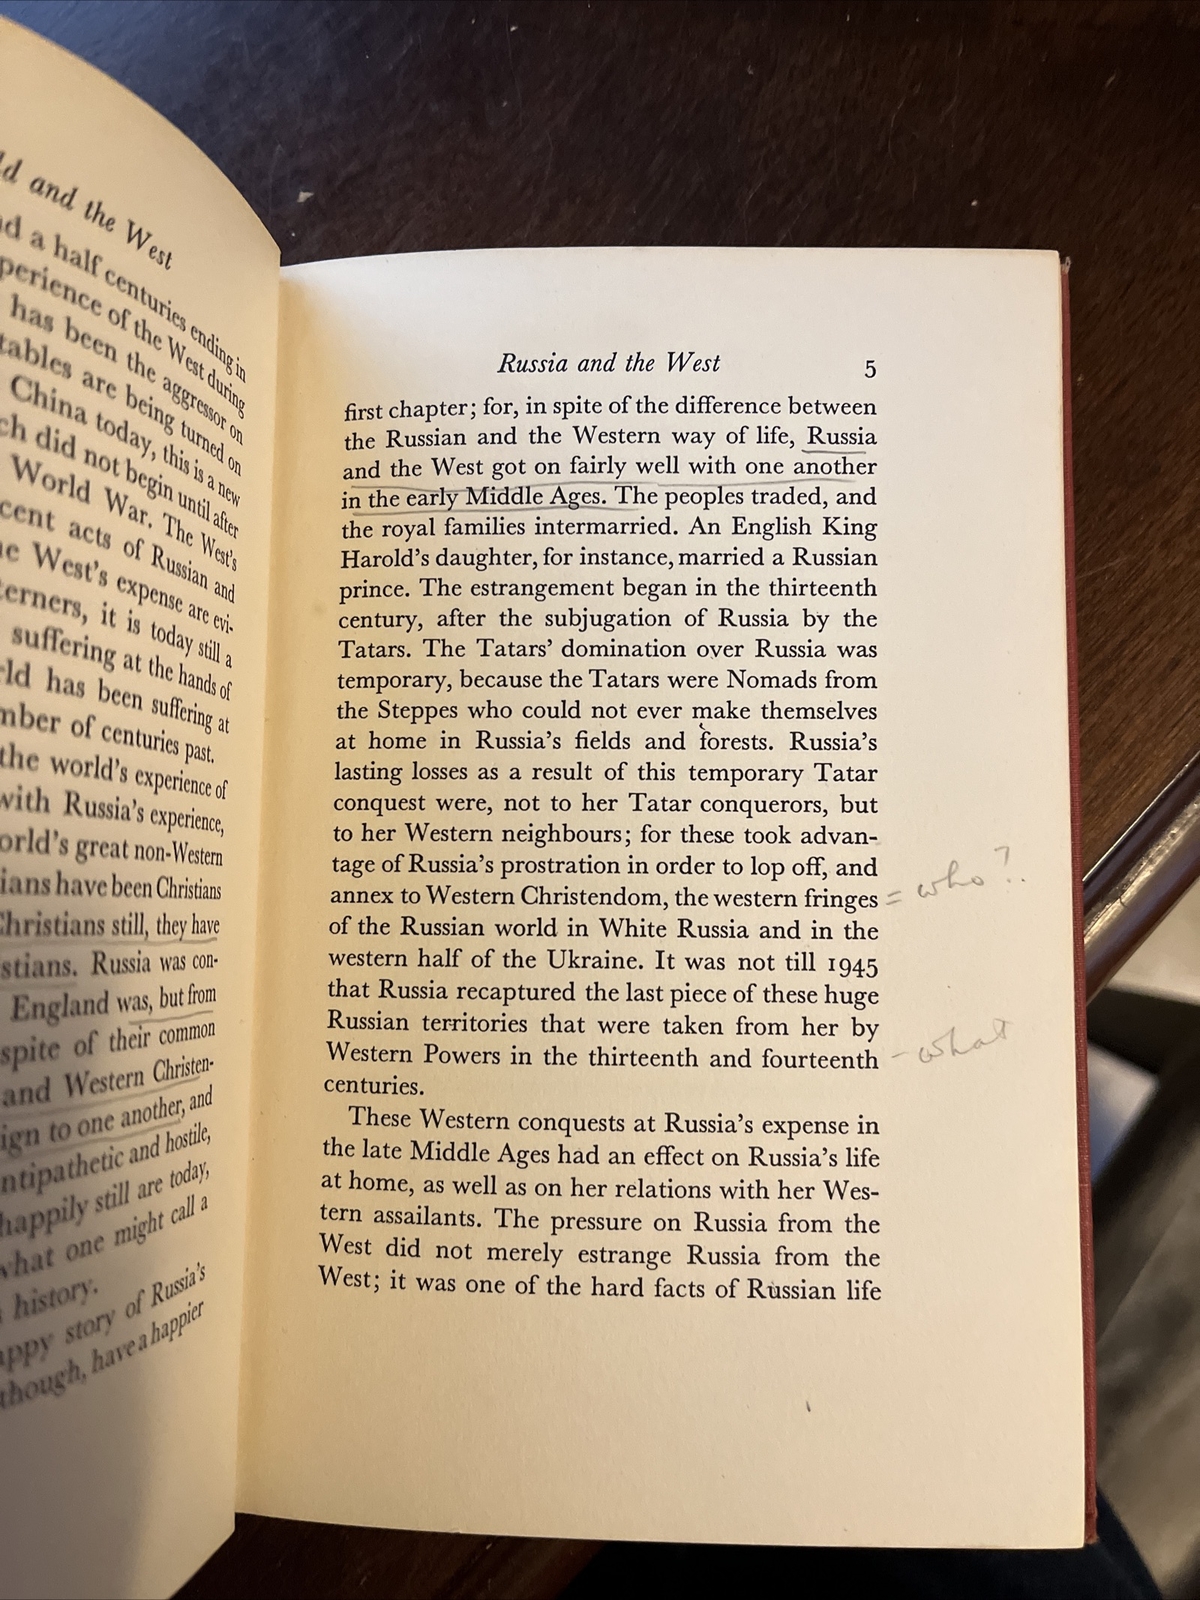 and the West
a half centuries ending in
of the West during
has been the aggressor on
are being turned on
China today, this is a new
did not begin until after
World War. The West's
acts of Russian and
West's expense are evi-
it is today still a
suffering at the hands of
has been suffering at
of centuries past.
the world's experience of
with Russia's experience,
great non-Western
have been Christians
Christians still, they have
Russia was con-
England was, but from
spite of their common
and Western Christen-
to one another, and
and hostile,
happily still are today,
what one might call a
history.
story of Russia's
though, have a happier
Russia and the West 5
first chapter; for, in spite of the difference between
the Russian and the Western way of life, Russia
and the West got on fairly well with one another
in the early Middle Ages. The peoples traded, and
the royal families intermarried. An English King
Harold's daughter, for instance, married a Russian
prince. The estrangement began in the thirteenth
century, after the subjugation of Russia by the
Tatars. The Tatars' domination over Russia was
temporary, because the Tatars were Nomads from
the Steppes who could not ever make themselves
at home in Russia's fields and forests. Russia's
lasting losses as a result of this temporary Tatar
conquest were, not to her Tatar conquerors, but
to her Western neighbours; for these took advan-
tage of Russia's prostration in order to lop off, and
annex to Western Christendom, the western fringes = who?
of the Russian world in White Russia and in the
western half of the Ukraine. It was not till 1945
that Russia recaptured the last piece of these huge
Russian territories that were taken from her by
Western Powers in the thirteenth and fourteenth - what
centuries.
These Western conquests at Russia's expense in
the late Middle Ages had an effect on Russia's life
at home, as well as on her relations with her Wes-
tern assailants. The pressure on Russia from the
West did not merely estrange Russia from the
West; it was one of the hard facts of Russian life